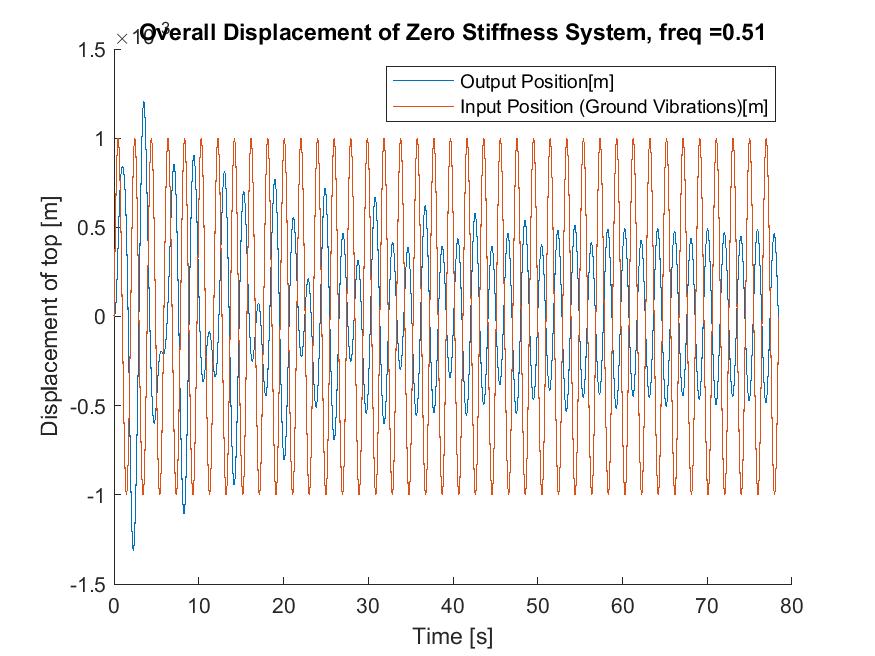 ×10-3
Overall Displacement of Zero Stiffness System, freq =0.51
1.5
Output Position[m]
Input Position (Ground Vibrations)[m]
1
0.5
0
-0.5
-1
-1.5
Displacement of top [m]
0 10 20 30 40 50 60 70 80
Time [s]